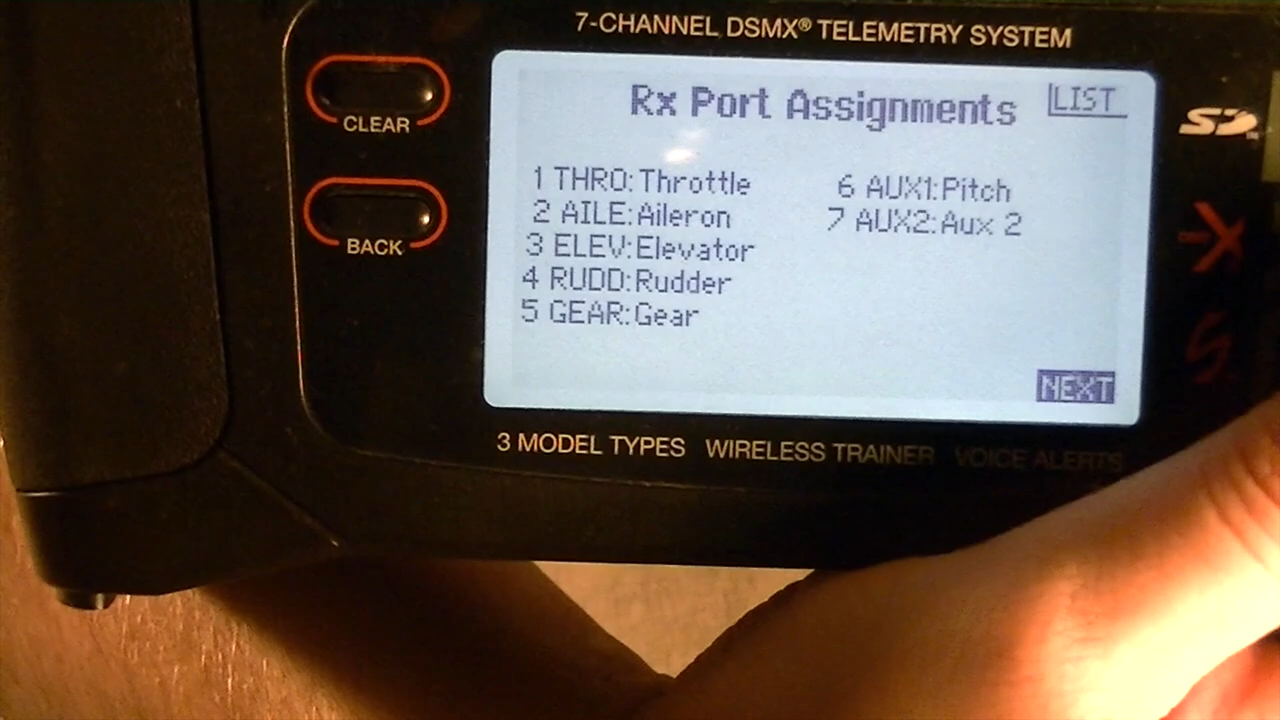 7-CHANNEL DSMX® TELEMETRY SYSTEM
CLEAR
BACK
Rx Port Assignments
LIST
1 THRO: Throttle
2 AILE: Aileron
3 ELEV: Elevator
4 RUDD: Rudder
5 GEAR: Gear
6 AUX1: Pitch
7 AUX2: Aux 2
NEXT
SD
3 MODEL TYPES WIRELESS TRAINER VOICE ALERTS